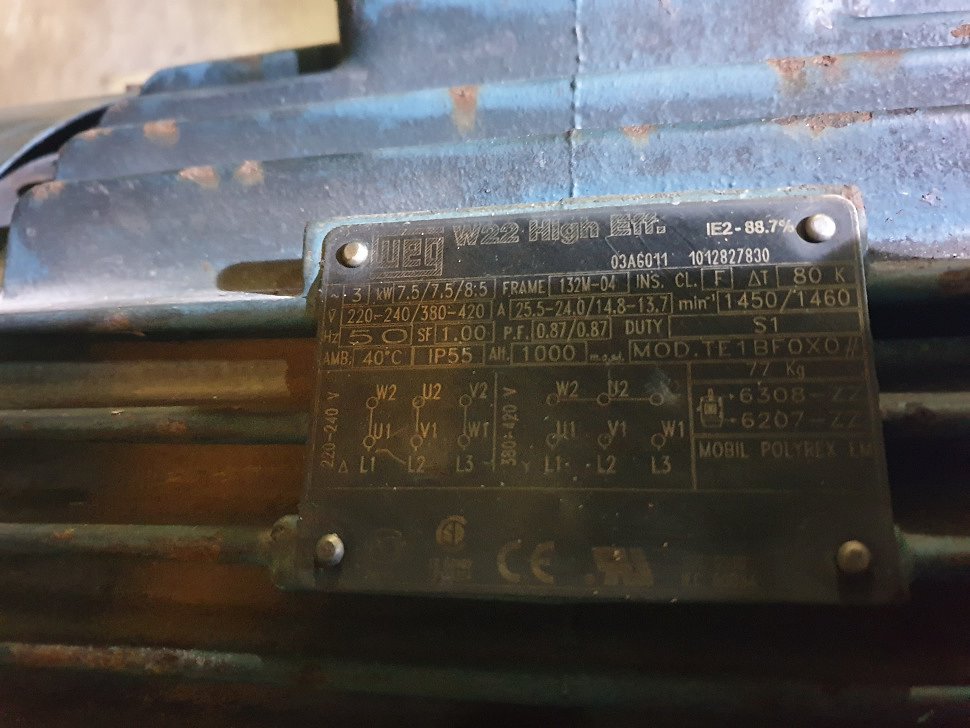 WEG W22 High Eff. IE2 - 88.7%
03A6011 1012827830
~ 3 kW 7.5/7.5/8.5 FRAME 132M-04 INS. CL. F ΔT 80 K
V 220-240/380-420 A 25.5-24.0/14.8-13.7 min⁻¹ 1450/1460
Hz 50 SF 1.00 P.F. 0.87/0.87 DUTY S1
AMB. 40°C IP55 Alt. 1000 m.a.s.l. MOD.TE1BF0X0//
77 Kg
220-240 V
W2 U2 V2
U1 V1 W1
Δ L1 L2 L3
380-420 V
W2 U2
U1 V1 W1
Y L1 L2 L3
6308-ZZ
6207-ZZ
MOBIL POLYREX EM
CE